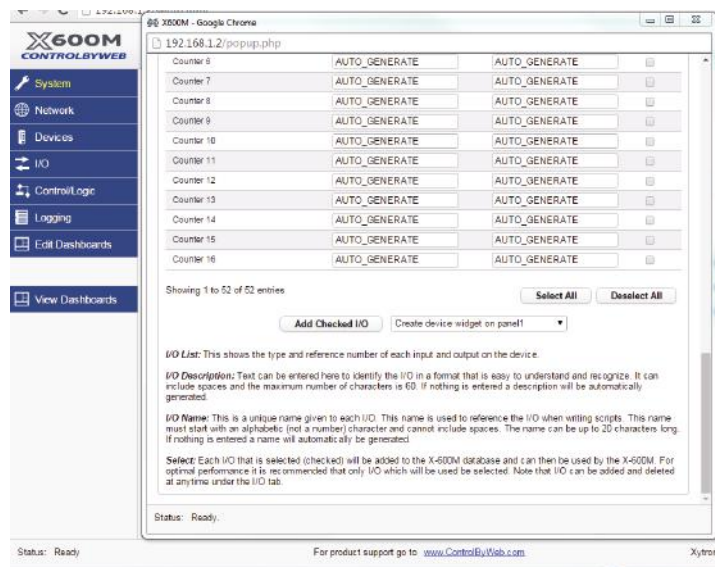 X600M - Google Chrome
192.168.1.2/popup.php
X600M
CONTROLBYWEB
System
Network
Devices
I/O
Control/Logic
Logging
Edit Dashboards
View Dashboards
Counter 6 AUTO_GENERATE AUTO_GENERATE
Counter 7 AUTO_GENERATE AUTO_GENERATE
Counter 8 AUTO_GENERATE AUTO_GENERATE
Counter 9 AUTO_GENERATE AUTO_GENERATE
Counter 10 AUTO_GENERATE AUTO_GENERATE
Counter 11 AUTO_GENERATE AUTO_GENERATE
Counter 12 AUTO_GENERATE AUTO_GENERATE
Counter 13 AUTO_GENERATE AUTO_GENERATE
Counter 14 AUTO_GENERATE AUTO_GENERATE
Counter 15 AUTO_GENERATE AUTO_GENERATE
Counter 16 AUTO_GENERATE AUTO_GENERATE
Showing 1 to 52 of 52 entries
Select All Deselect All
Add Checked I/O Create device widget on panel1
I/O List: This shows the type and reference number of each input and output on the device.
I/O Description: Text can be entered here to identify the I/O in a format that is easy to understand and recognize. It can
include spaces and the maximum number of characters is 60. If nothing is entered a description will be automatically
generated.
I/O Name: This is a unique name given to each I/O. This name is used to reference the I/O when writing scripts. This name
must start with an alphabetic (not a number) character and cannot include spaces. The name can be up to 20 characters long.
If nothing is entered a name will automatically be generated.
Select: Each I/O that is selected (checked) will be added to the X-600M database and can then be used by the X-600M. For
optimal performance it is recommended that only I/O which will be used be selected. Note that I/O can be added and deleted
at anytime under the I/O tab.
Status: Ready.
Status: Ready
For product support go to www.ControlByWeb.com